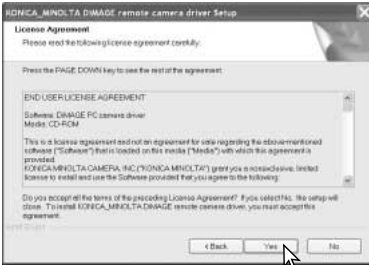 KONICA_MINOLTA DiMAGE remote camera driver Setup
License Agreement
Please read the following license agreement carefully.
Press the PAGE DOWN key to see the rest of the agreement.
END USER LICENSE AGREEMENT
Software: DiMAGE PC camera driver
Media: CD-ROM
This is a license agreement and not an agreement for sale regarding the above-mentioned
software ("Software") that is loaded on this media ("Media") with which this agreement is
provided.
KONICA MINOLTA CAMERA, INC.("KONICA MINOLTA") grant you a nonexclusive, limited
license to install and use the Software provided that you agree to the following:
Do you accept all the terms of the preceding License Agreement? If you select No, the setup will
close. To install KONICA_MINOLTA DiMAGE remote camera driver, you must accept this
agreement.
< Back
Yes
No